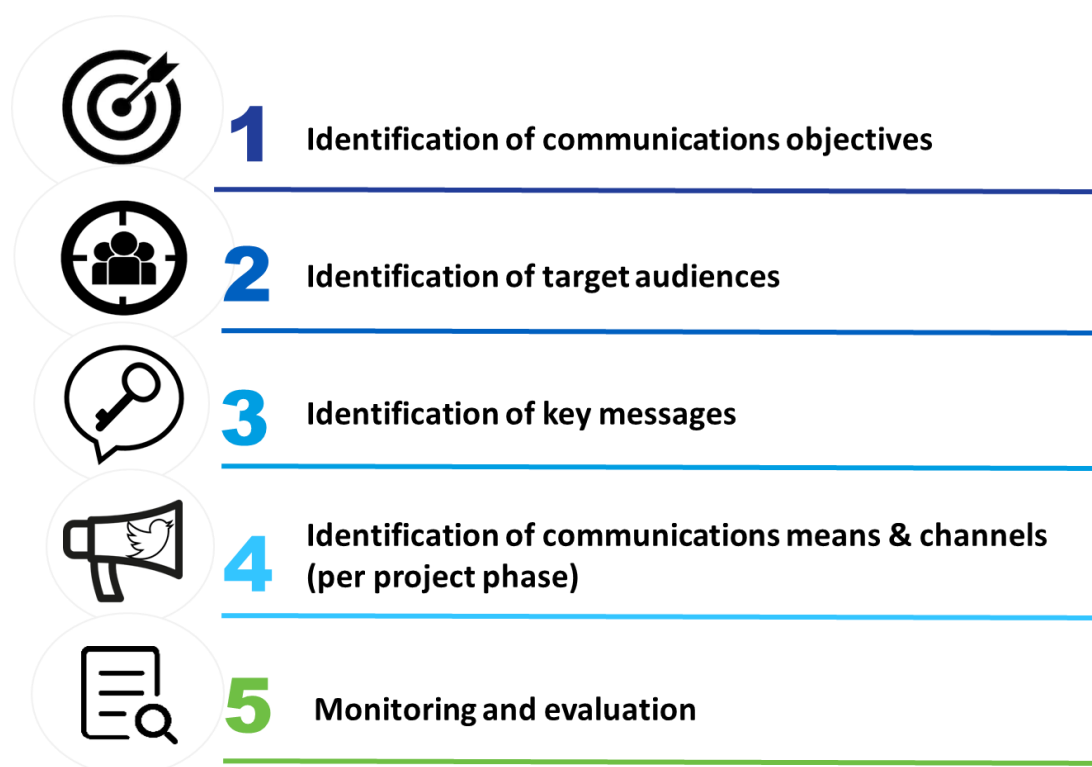 1
Identification of communications objectives
2
Identification of target audiences
3
Identification of key messages
4
Identification of communications means & channels
(per project phase)
5
Monitoring and evaluation